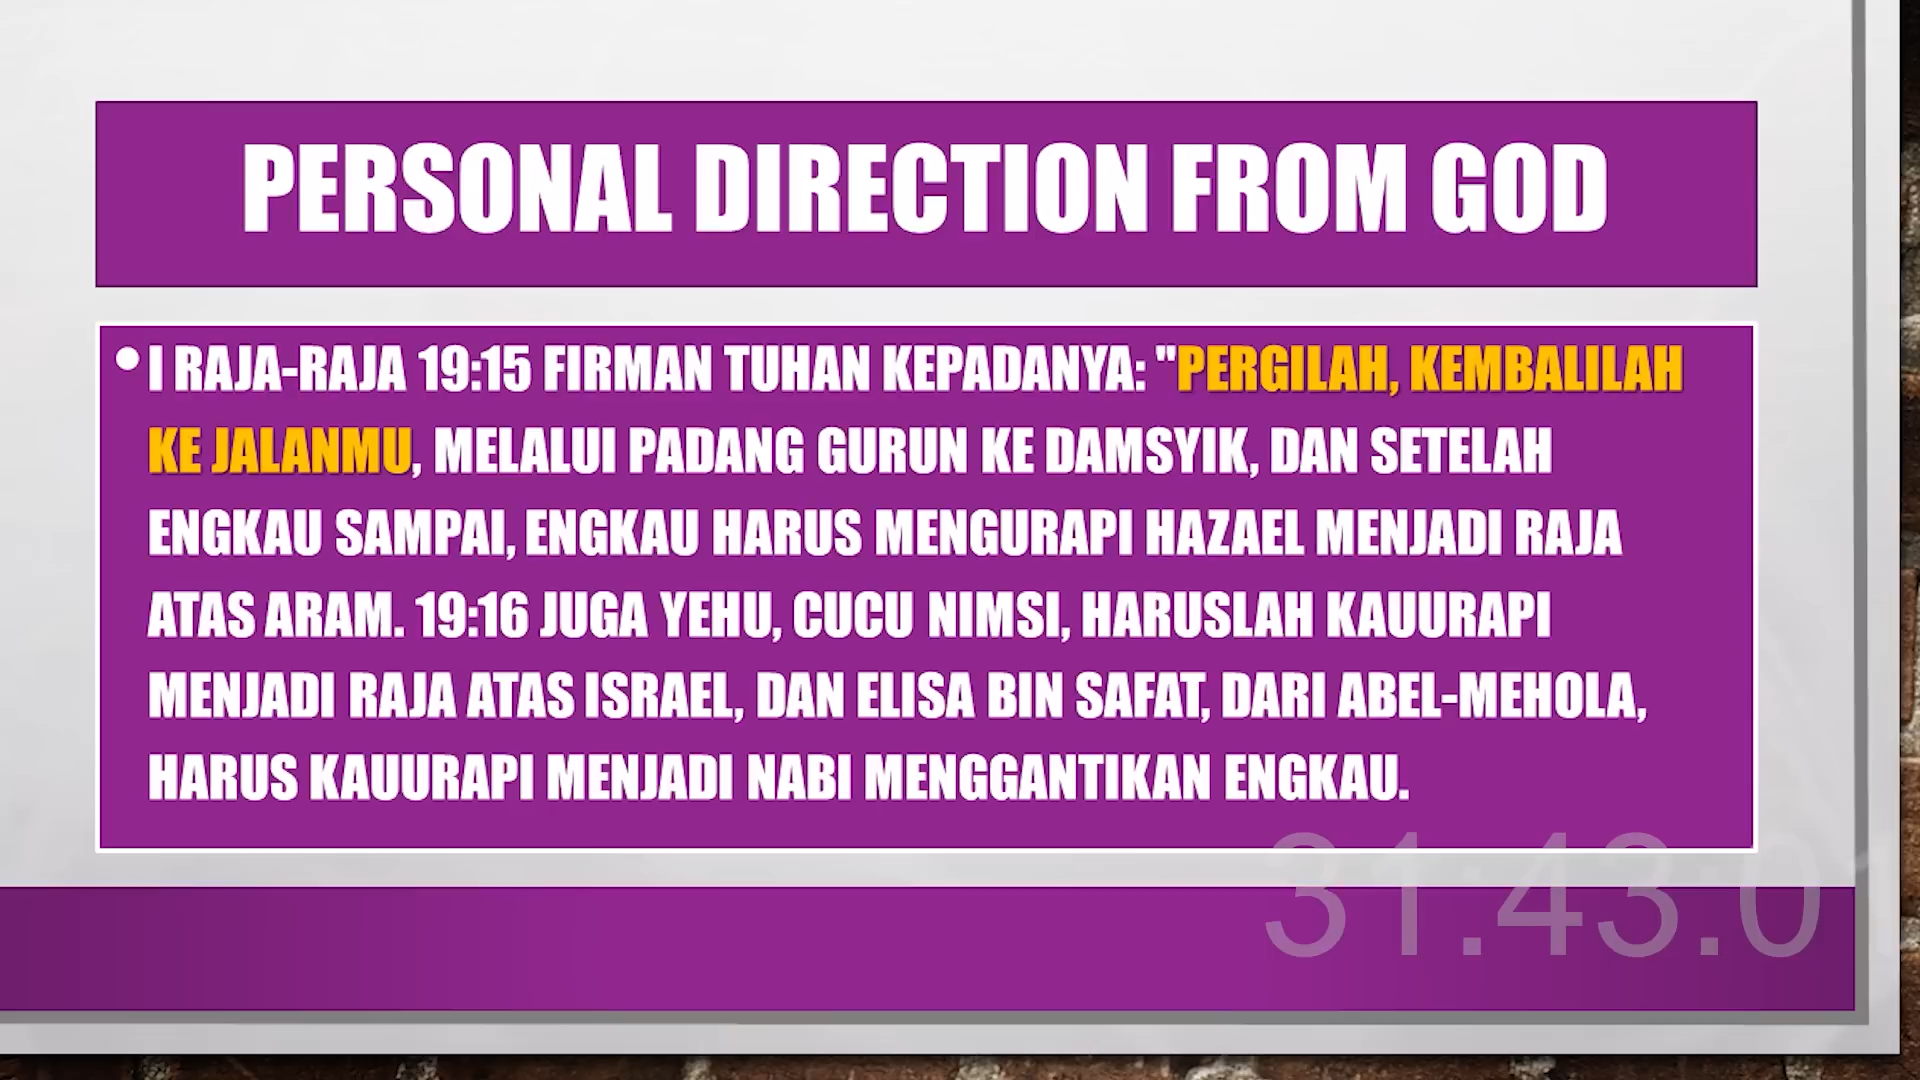 PERSONAL DIRECTION FROM GOD
• I RAJA-RAJA 19:15 FIRMAN TUHAN KEPADANYA: "PERGILAH, KEMBALILAH
KE JALANMU, MELALUI PADANG GURUN KE DAMSYIK, DAN SETELAH
ENGKAU SAMPAI, ENGKAU HARUS MENGURAPI HAZAEL MENJADI RAJA
ATAS ARAM. 19:16 JUGA YEHU, CUCU NIMSI, HARUSLAH KAUURAPI
MENJADI RAJA ATAS ISRAEL, DAN ELISA BIN SAFAT, DARI ABEL-MEHOLA,
HARUS KAUURAPI MENJADI NABI MENGGANTIKAN ENGKAU.
31:43:01